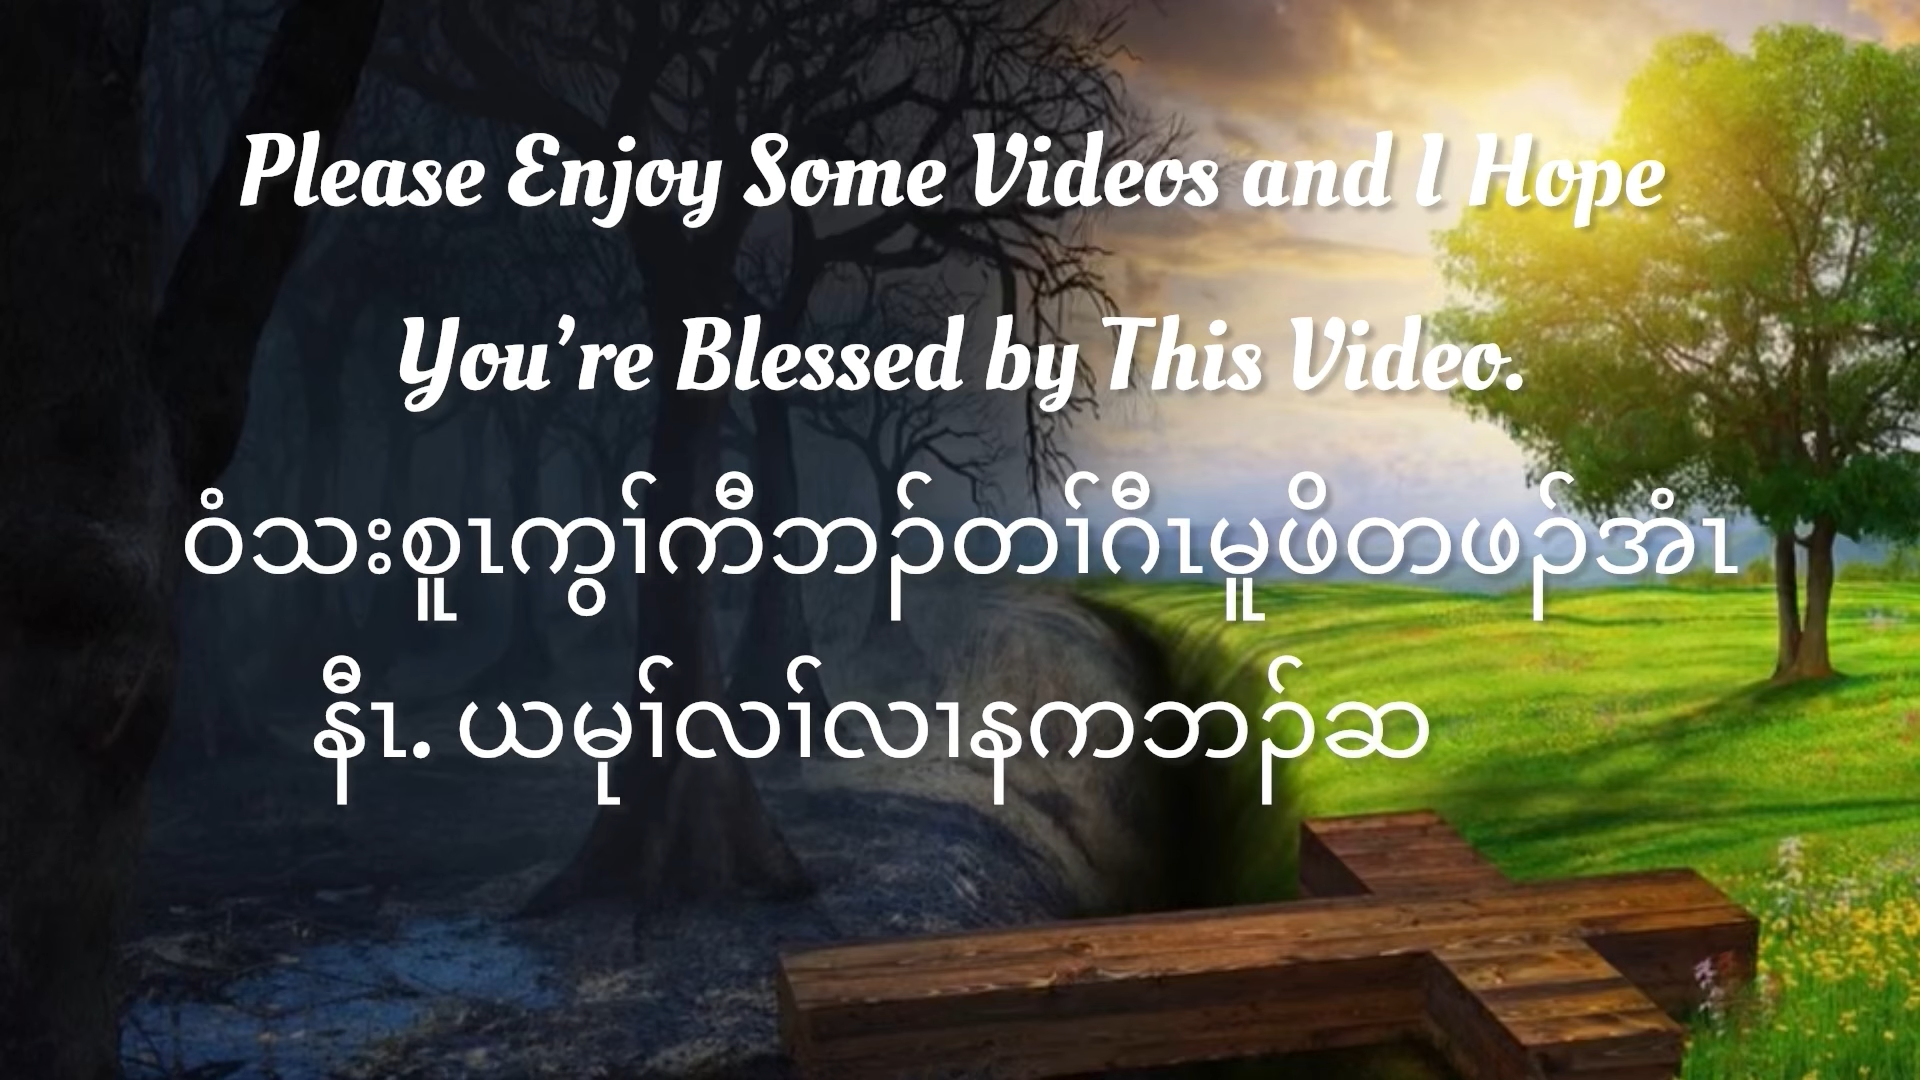 Please Enjoy Some Videos and I Hope
You’re Blessed by This Video.
ဝံသးစူၤကွၢ်ကီဘၣ်တၢ်ဂီၤမူဖိတဖၣ်အံၤ
နီၤ. ယမုၢ်လၢ်လၢနကဘၣ်ဆ